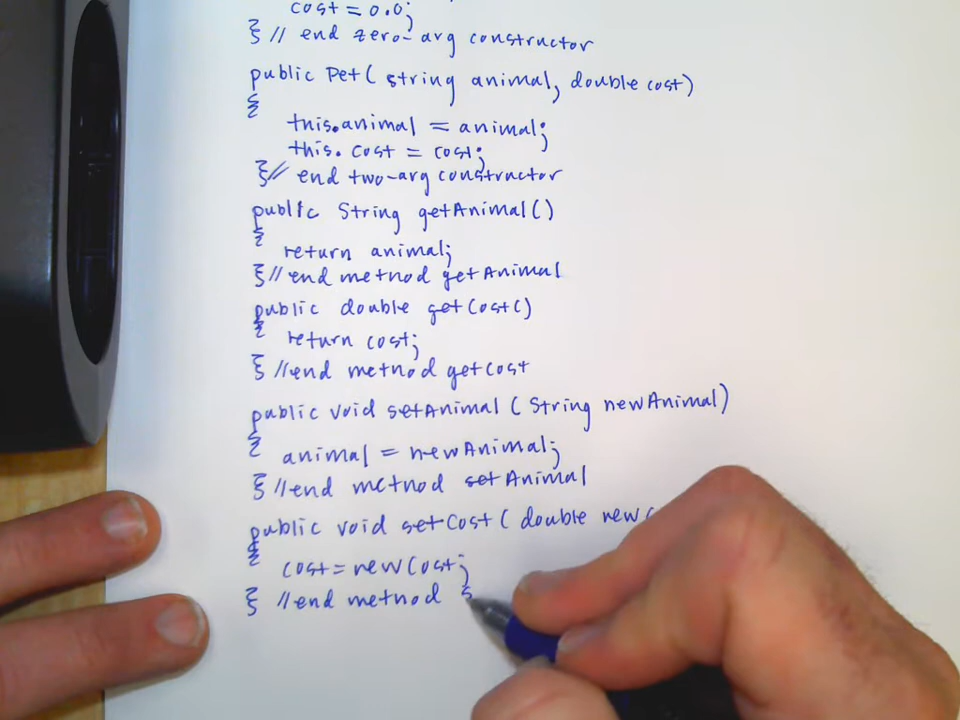 cost = 0.0;
} // end zero-arg constructor
public Pet( string animal, double cost)
{
this.animal = animal;
this. cost = cost;
}// end two-arg constructor
public String getAnimal()
{
return animal;
}//end method getAnimal
public double getCost()
{
return cost;
} //end method getCost
public void setAnimal ( String newAnimal)
{
animal = newAnimal;
} //end method setAnimal
public void setCost ( double new
{
cost = newCost;
} //end method s